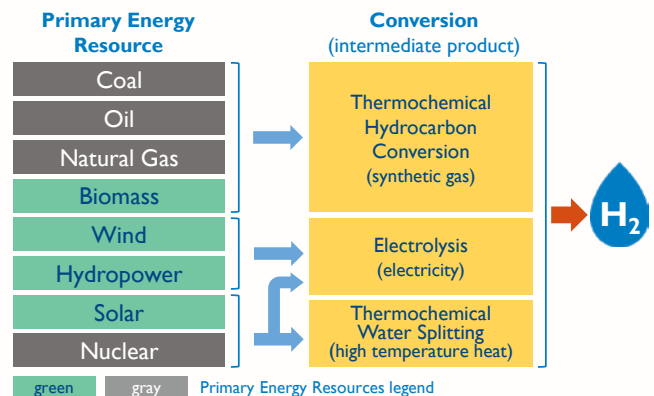 Primary Energy
Resource
Conversion
(intermediate product)
Coal
Oil
Natural Gas
Biomass
Wind
Hydropower
Solar
Nuclear
Thermochemical
Hydrocarbon
Conversion
(synthetic gas)
Electrolysis
(electricity)
Thermochemical
Water Splitting
(high temperature heat)
H₂
green
gray
Primary Energy Resources legend